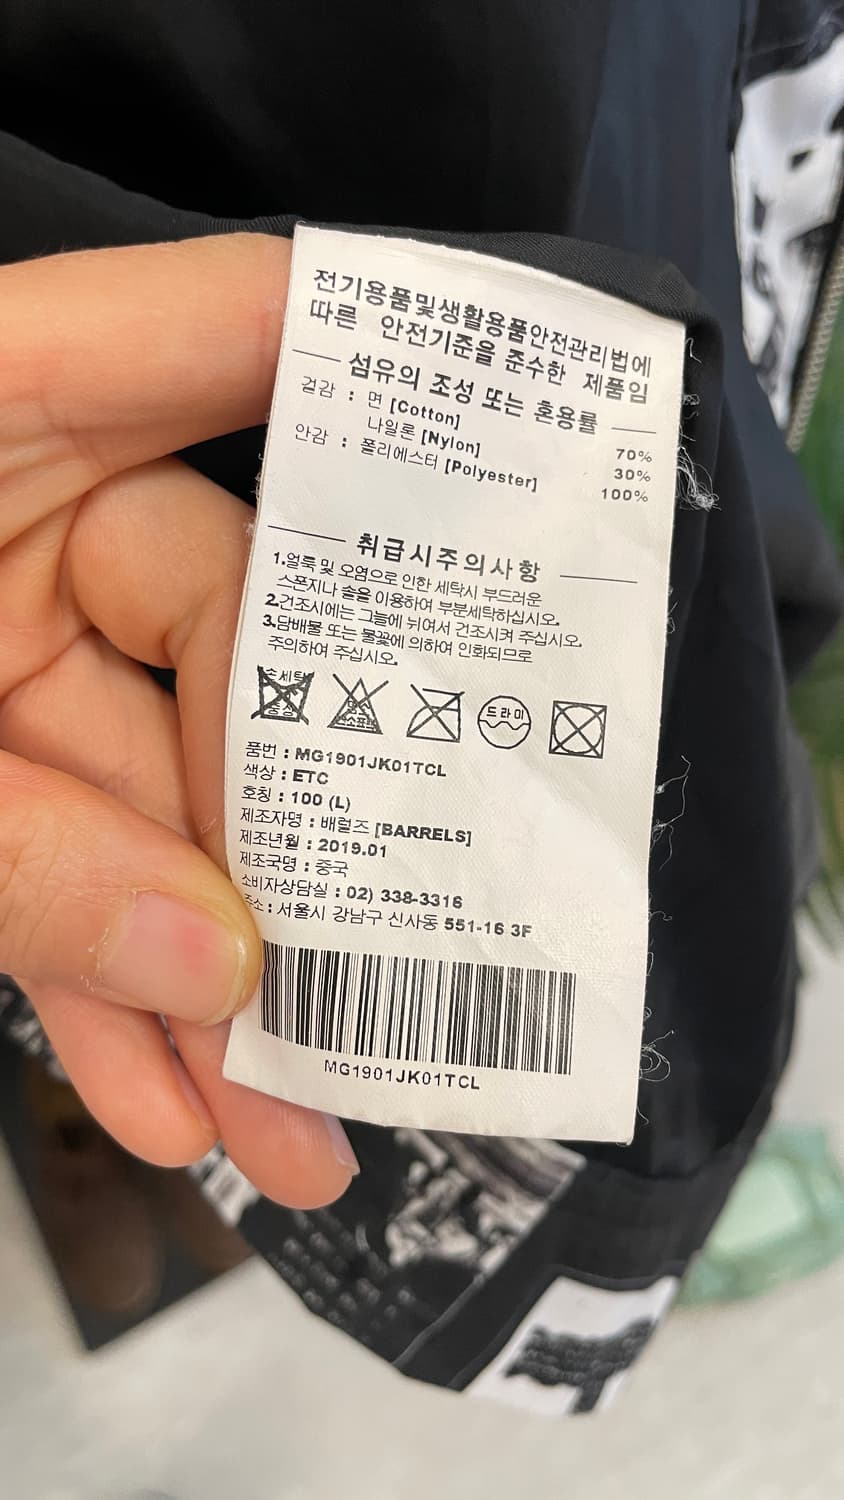 전기용품및생활용품안전관리법에
따른 안전기준을 준수한 제품임
섬유의 조성 또는 혼용률
겉감 : 면 [Cotton] 70%
나일론 [Nylon] 30%
안감 : 폴리에스터 [Polyester] 100%
취급시주의사항
1.얼룩 및 오염으로 인한 세탁시 부드러운
스폰지나 솔을 이용하여 부분세탁하십시오.
2.건조시에는 그늘에 뉘여서 건조시켜 주십시오.
3.담배불 또는 불꽃에 의하여 인화되므로
주의하여 주십시오.
손세탁
중성
염소표백
드라이
품번 : MG1901JK01TCL
색상 : ETC
호칭 : 100 (L)
제조자명 : 배럴즈 [BARRELS]
제조년월 : 2019.01
제조국명 : 중국
소비자상담실 : 02) 338-3316
주소 : 서울시 강남구 신사동 551-16 3F
MG1901JK01TCL